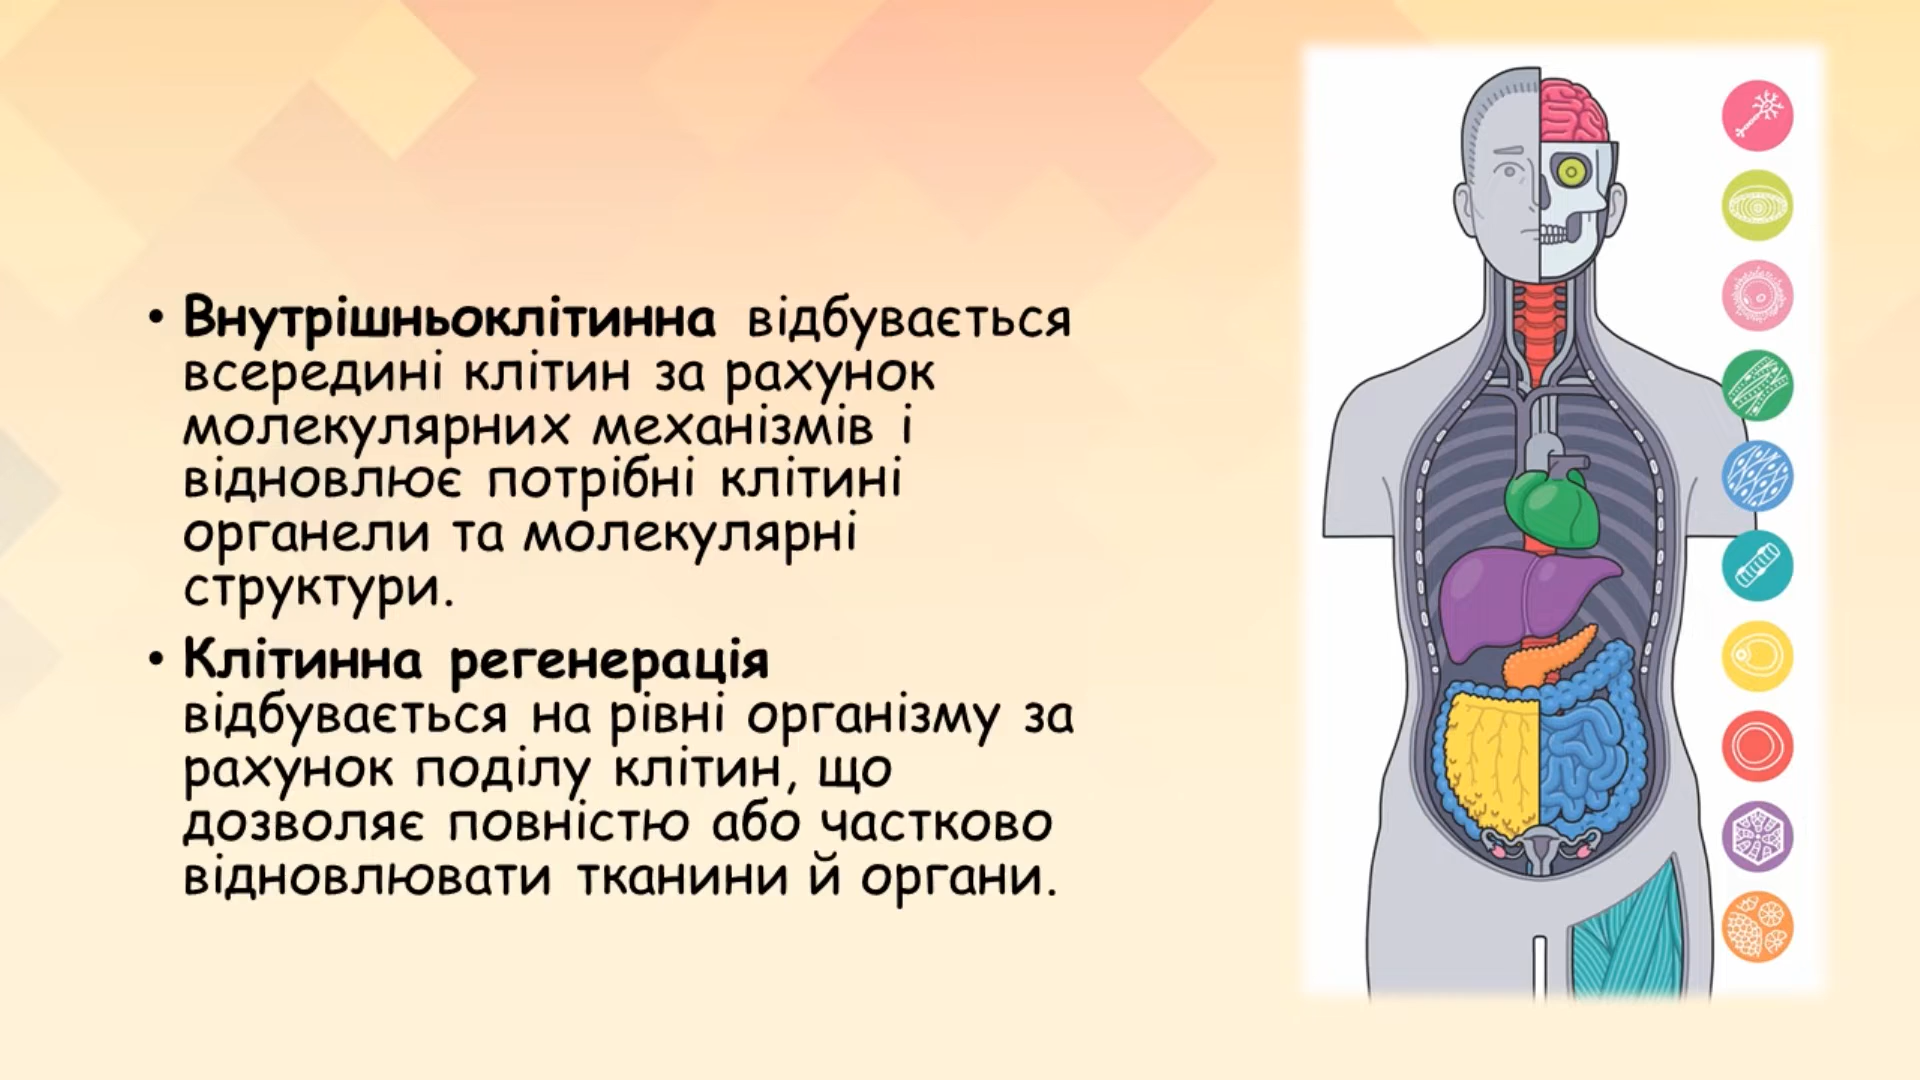 • Внутрішньоклітинна відбувається
всередині клітин за рахунок
молекулярних механізмів і
відновлює потрібні клітині
органели та молекулярні
структури.
• Клітинна регенерація
відбувається на рівні організму за
рахунок поділу клітин, що
дозволяє повністю або частково
відновлювати тканини й органи.